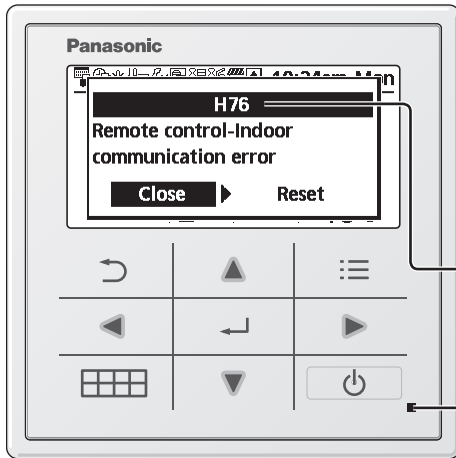 Panasonic
H76
Remote control-Indoor
communication error
Close
Reset